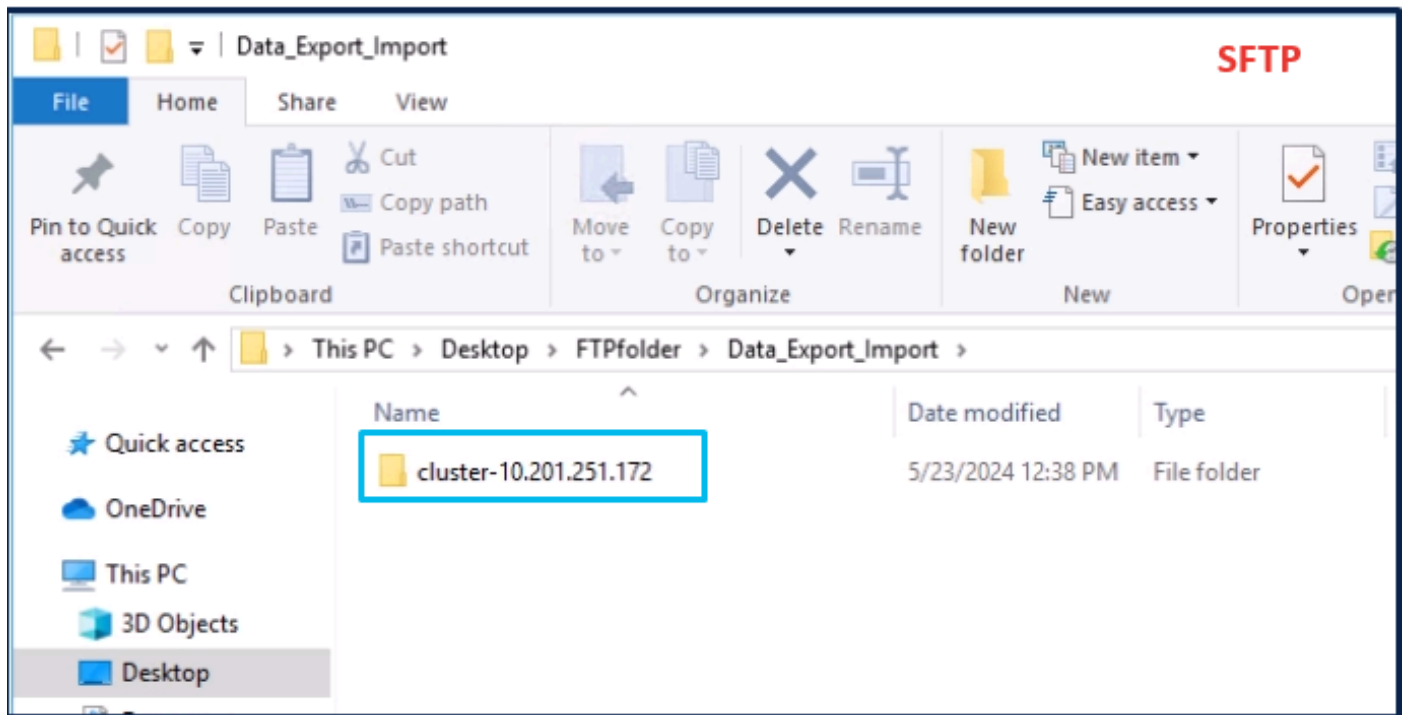 Data_Export_Import
SFTP
File Home Share View
Pin to Quick access
Copy
Paste
Cut
Copy path
Paste shortcut
Clipboard
Move to
Copy to
Delete
Rename
Organize
New folder
New item
Easy access
New
Properties
This PC > Desktop > FTPfolder > Data_Export_Import >
Name Date modified Type
cluster-10.201.251.172 5/23/2024 12:38 PM File folder
Quick access
OneDrive
This PC
3D Objects
Desktop